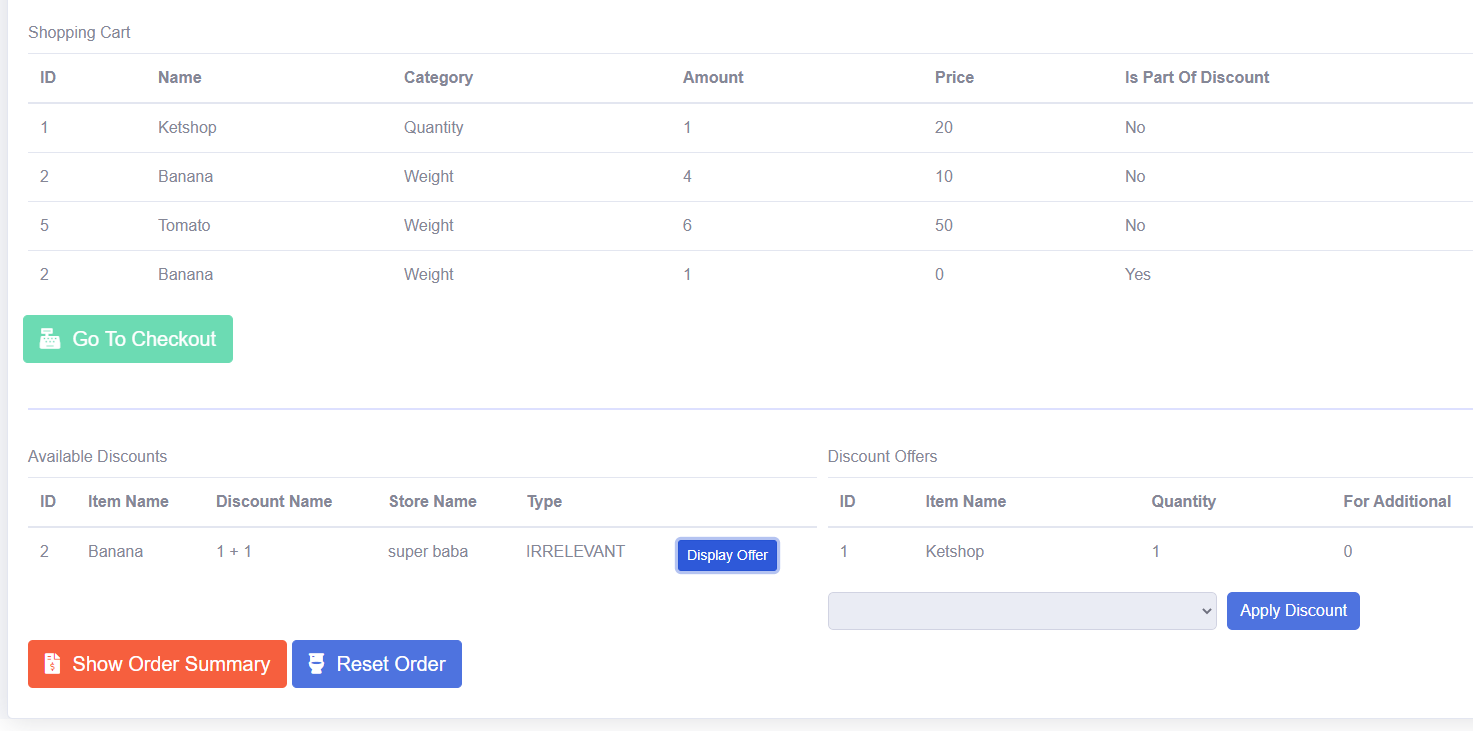 Shopping Cart
ID Name Category Amount Price Is Part Of Discount
1 Ketshop Quantity 1 20 No
2 Banana Weight 4 10 No
5 Tomato Weight 6 50 No
2 Banana Weight 1 0 Yes
Go To Checkout
Available Discounts
ID Item Name Discount Name Store Name Type
2 Banana 1 + 1 super baba IRRELEVANT Display Offer
Discount Offers
ID Item Name Quantity For Additional
1 Ketshop 1 0
Apply Discount
Show Order Summary Reset Order